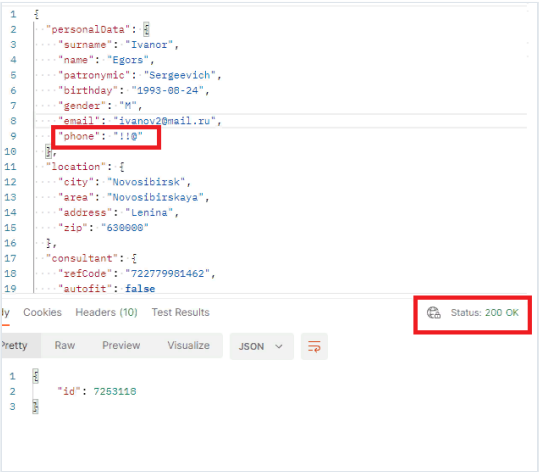 1 {
2 "personalData": {
3 "surname": "Ivanor",
4 "name": "Egors",
5 "patronymic": "Sergeevich",
6 "birthday": "1993-08-24",
7 "gender": "M",
8 "email": "ivanov2@mail.ru",
9 "phone": "!!@"
10 },
11 "location": {
12 "city": "Novosibirsk",
13 "area": "Novosibirskaya",
14 "address": "Lenina",
15 "zip": "630000"
16 },
17 "consultant": {
18 "refCode": "722779981462",
19 "autofit": false
ly Cookies Headers (10) Test Results Status: 200 OK
Pretty Raw Preview Visualize JSON
1 {
2 "id": 7253118
3 }